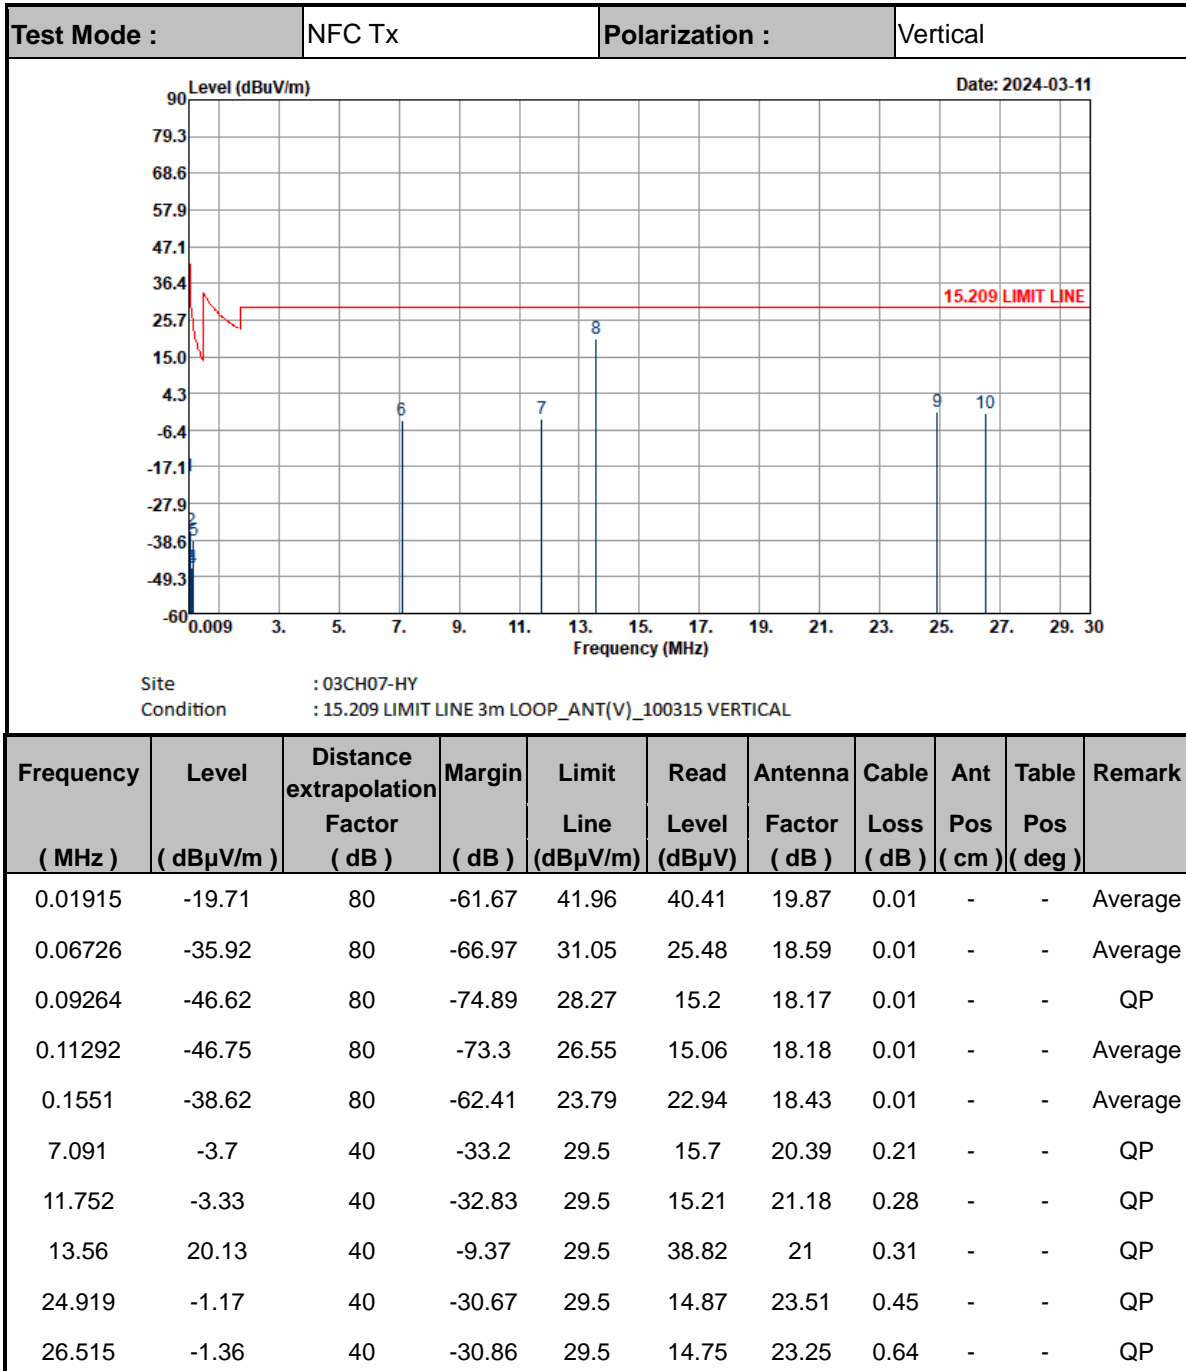 Test Mode : NFC Tx Polarization : Vertical
Level (dBuV/m) Date: 2024-03-11
90
79.3
68.6
57.9
47.1
36.4
15.209 LIMIT LINE
25.7
8
15.0
4.3
6 7 9 10
-6.4
-17.1
-27.9
2
5
-38.6
4
-49.3
-60
0.009 3. 5. 7. 9. 11. 13. 15. 17. 19. 21. 23. 25. 27. 29. 30
Frequency (MHz)
Site : 03CH07-HY
Condition : 15.209 LIMIT LINE 3m LOOP_ANT(V)_100315 VERTICAL
Frequency Level Distance extrapolation Margin Limit Read Antenna Cable Ant Table Remark
Factor Line Level Factor Loss Pos Pos
( MHz ) ( dBμV/m ) ( dB ) ( dB ) (dBμV/m) (dBμV) ( dB ) ( dB ) ( cm ) ( deg )
0.01915 -19.71 80 -61.67 41.96 40.41 19.87 0.01 - - Average
0.06726 -35.92 80 -66.97 31.05 25.48 18.59 0.01 - - Average
0.09264 -46.62 80 -74.89 28.27 15.2 18.17 0.01 - - QP
0.11292 -46.75 80 -73.3 26.55 15.06 18.18 0.01 - - Average
0.1551 -38.62 80 -62.41 23.79 22.94 18.43 0.01 - - Average
7.091 -3.7 40 -33.2 29.5 15.7 20.39 0.21 - - QP
11.752 -3.33 40 -32.83 29.5 15.21 21.18 0.28 - - QP
13.56 20.13 40 -9.37 29.5 38.82 21 0.31 - - QP
24.919 -1.17 40 -30.67 29.5 14.87 23.51 0.45 - - QP
26.515 -1.36 40 -30.86 29.5 14.75 23.25 0.64 - - QP